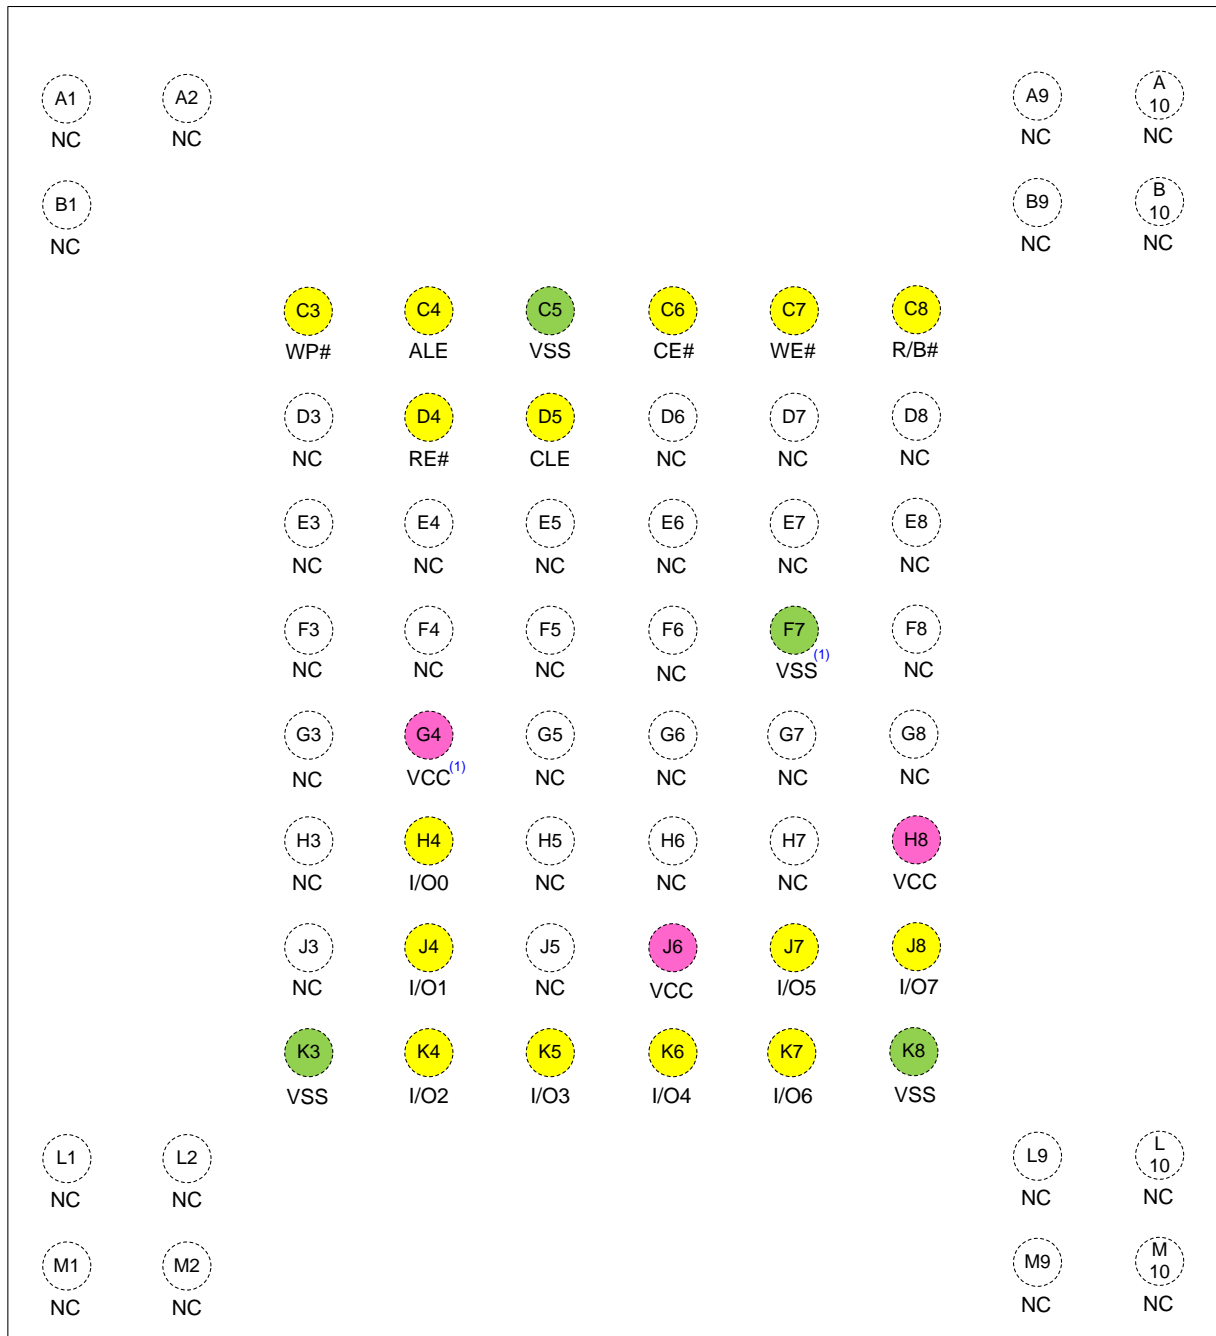 A1 A2 A9 A 10
NC NC NC NC
B1 B9 B 10
NC NC NC
C3 C4 C5 C6 C7 C8
WP# ALE VSS CE# WE# R/B#
D3 D4 D5 D6 D7 D8
NC RE# CLE NC NC NC
E3 E4 E5 E6 E7 E8
NC NC NC NC NC NC
F3 F4 F5 F6 F7 F8
NC NC NC NC VSS(1) NC
G3 G4 G5 G6 G7 G8
NC VCC(1) NC NC NC NC
H3 H4 H5 H6 H7 H8
NC I/O0 NC NC NC VCC
J3 J4 J5 J6 J7 J8
NC I/O1 NC VCC I/O5 I/O7
K3 K4 K5 K6 K7 K8
VSS I/O2 I/O3 I/O4 I/O6 VSS
L1 L2 L9 L 10
NC NC NC NC
M1 M2 M9 M 10
NC NC NC NC